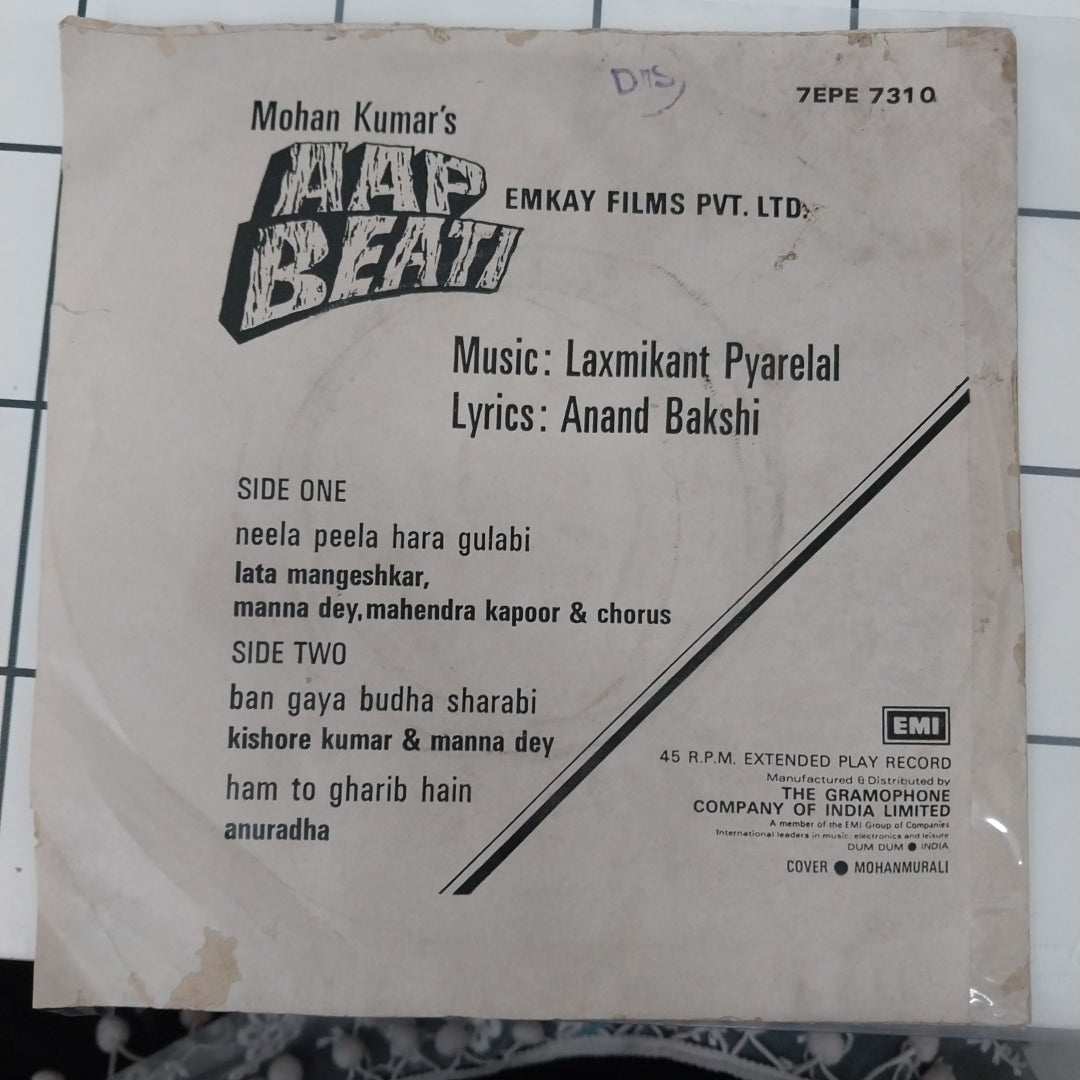 DMS
7EPE 7310
Mohan Kumar's
AAP
BEATI
EMKAY FILMS PVT. LTD.
Music: Laxmikant Pyarelal
Lyrics: Anand Bakshi
SIDE ONE
neela peela hara gulabi
lata mangeshkar,
manna dey, mahendra kapoor & chorus
SIDE TWO
ban gaya budha sharabi
kishore kumar & manna dey
ham to gharib hain
anuradha
EMI
45 R.P.M. EXTENDED PLAY RECORD
Manufactured & Distributed by
THE GRAMOPHONE
COMPANY OF INDIA LIMITED
A member of the EMI Group of Companies
International leaders in music, electronics and leisure
DUM DUM ● INDIA
COVER ● MOHANMURALI